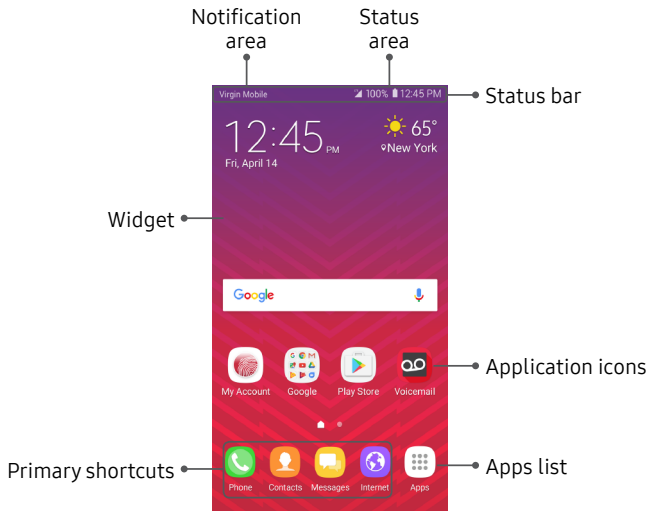 Notification area
Status area
Virgin Mobile 100% 12:45 PM
Status bar
12:45 PM
Fri, April 14
65°
New York
Widget
Google
My Account Google Play Store Voicemail
Application icons
Primary shortcuts
Phone Contacts Messages Internet Apps
Apps list